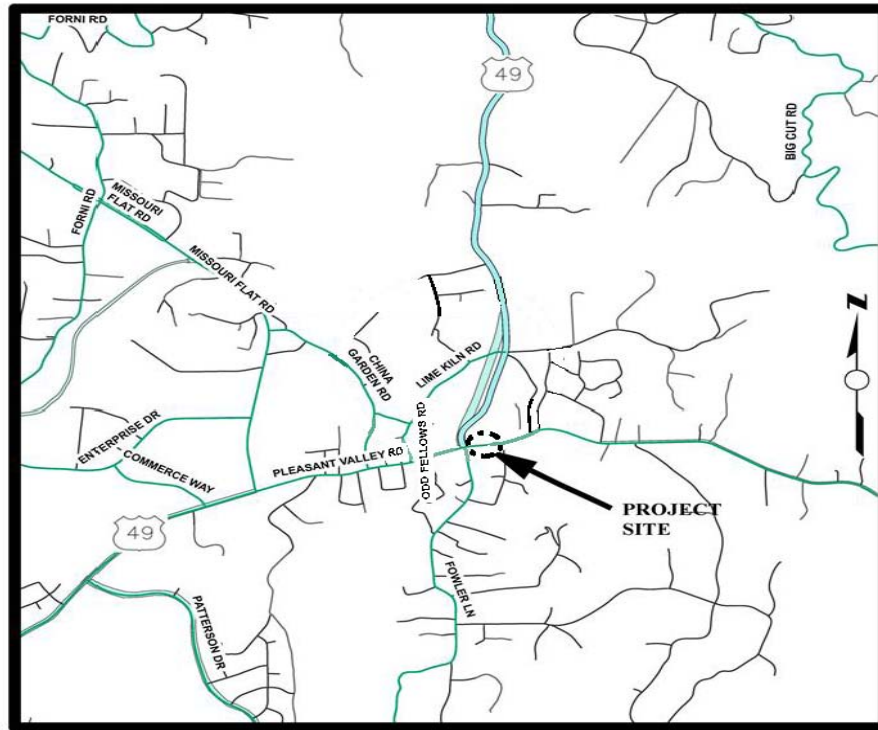 FORNI RD
49
BIG CUT RD
MISSOURI
FLAT RD
FORNI RD
MISSOURI FLAT RD
N
CHINA
GARDEN RD
LIME KILN RD
ODD FELLOWS RD
ENTERPRISE DR
COMMERCE WAY
PLEASANT VALLEY RD
PROJECT
SITE
49
FOWLER LN
PATTERSON DR